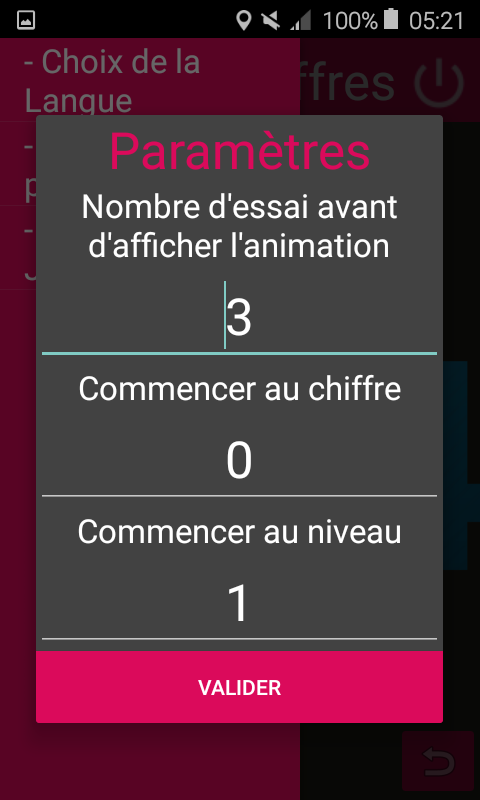 100% 05:21
- Choix de la
Langue
ffres
-
-
Paramètres
Nombre d'essai avant
d'afficher l'animation
3
Commencer au chiffre
0
Commencer au niveau
1
VALIDER